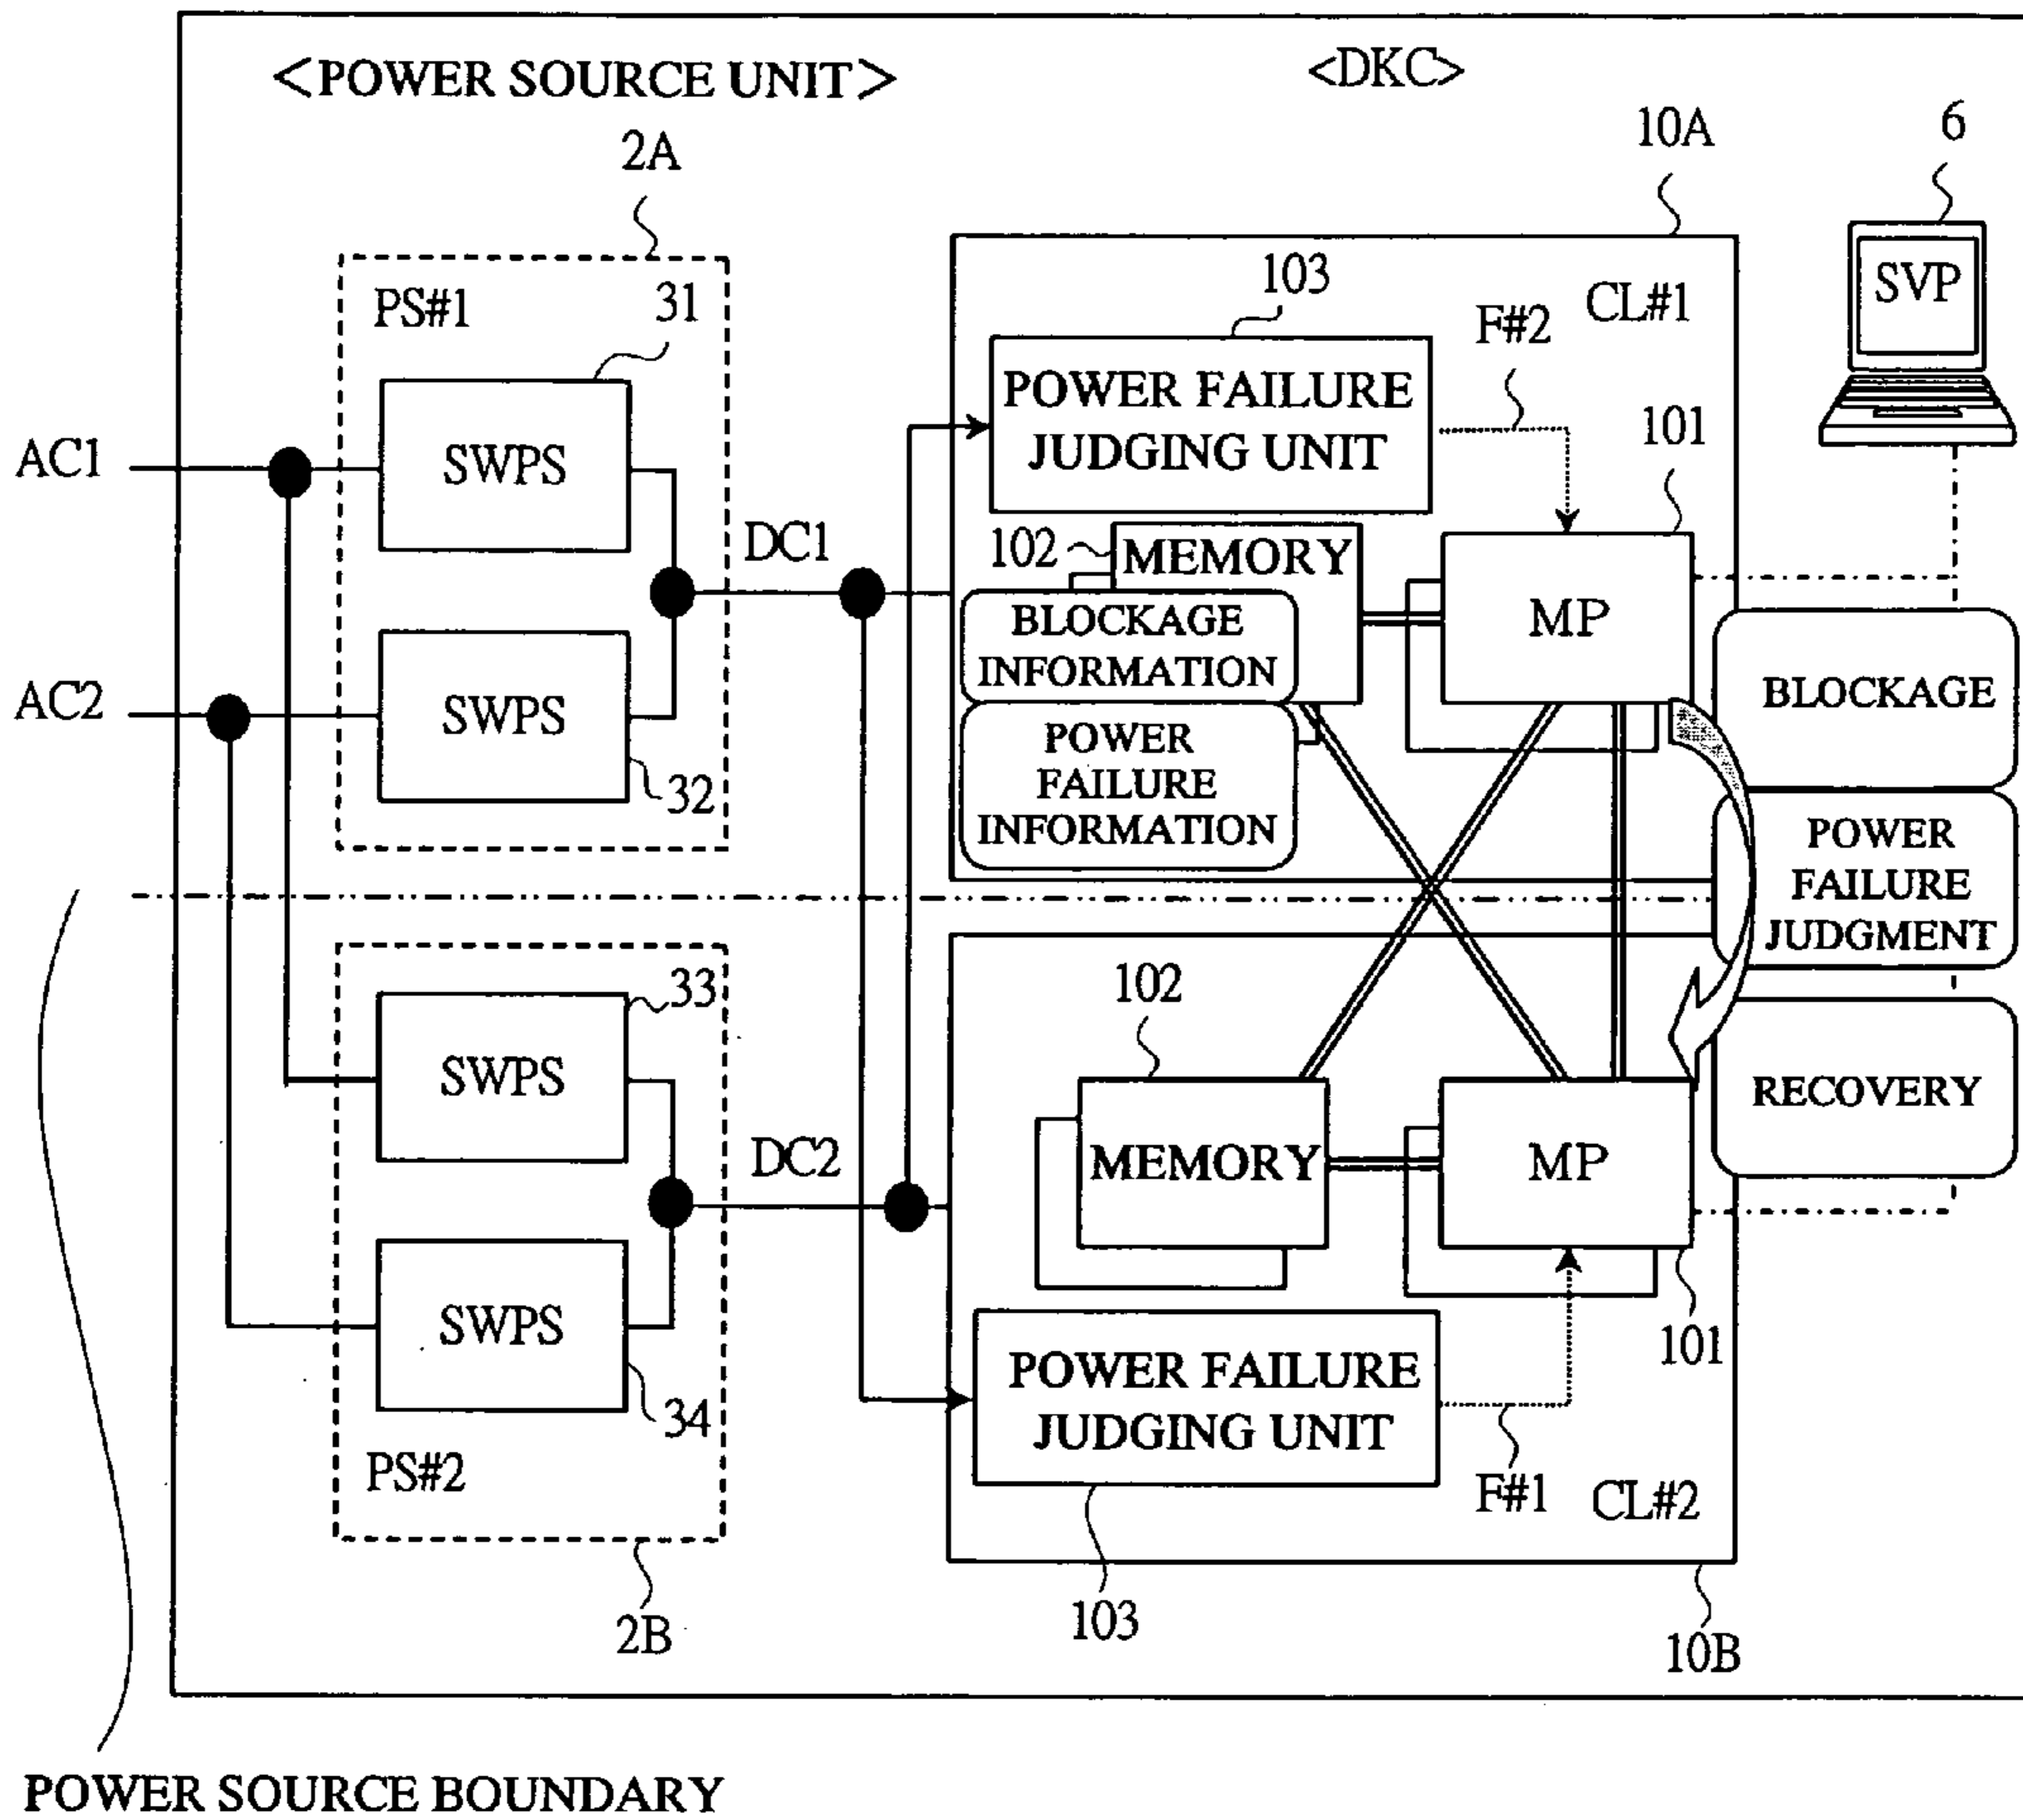 <POWER SOURCE UNIT>
<DKC>
2A
10A
6
PS#1
31
103
CL#1
SVP
F#2
POWER FAILURE
JUDGING UNIT
101
AC1
SWPS
DC1
102
MEMORY
MP
BLOCKAGE
INFORMATION
BLOCKAGE
AC2
SWPS
32
POWER
FAILURE
INFORMATION
POWER
FAILURE
JUDGMENT
33
SWPS
102
RECOVERY
DC2
MEMORY
MP
SWPS
34
101
POWER FAILURE
JUDGING UNIT
PS#2
F#1
CL#2
2B
103
10B
POWER SOURCE BOUNDARY